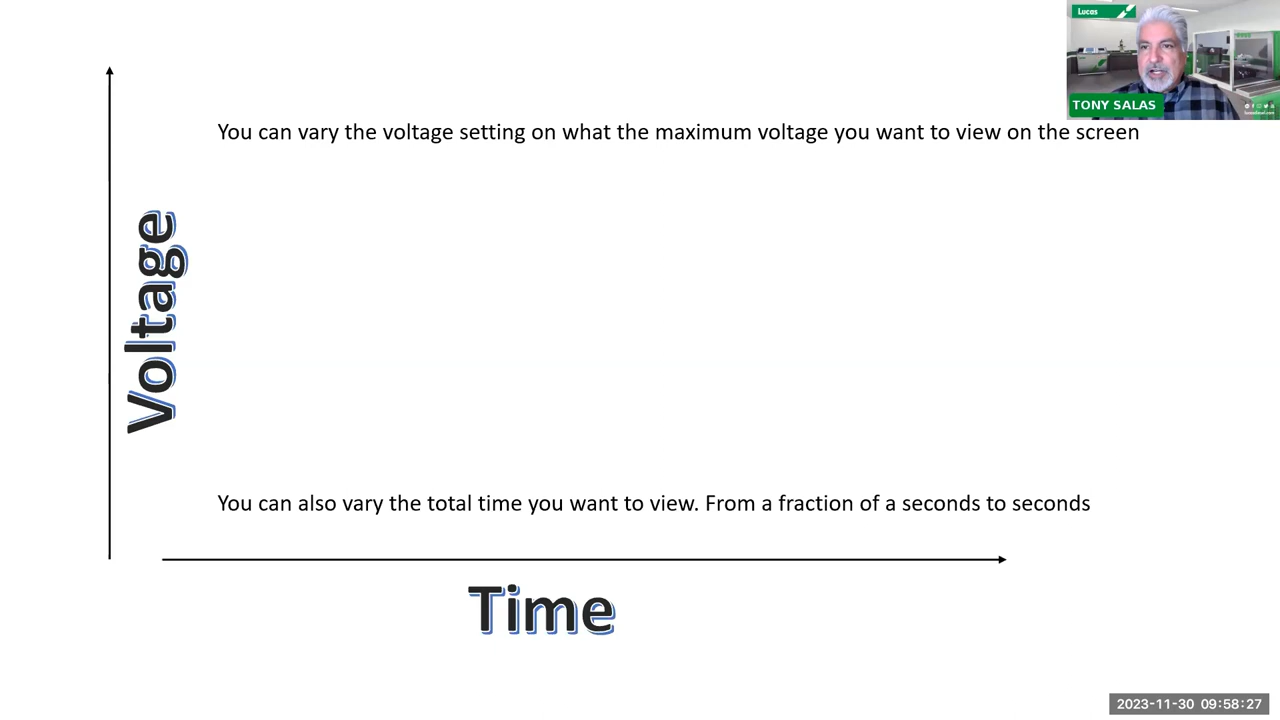 Lucas
TONY SALAS
You can vary the voltage setting on what the maximum voltage you want to view on the screen
Voltage
You can also vary the total time you want to view. From a fraction of a seconds to seconds
Time
2023-11-30 09:58:27